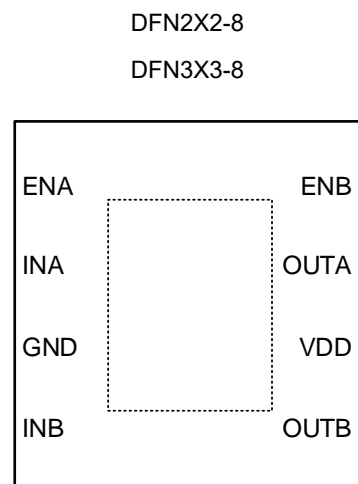 DFN2X2-8
DFN3X3-8
ENA ENB
INA OUTA
GND VDD
INB OUTB